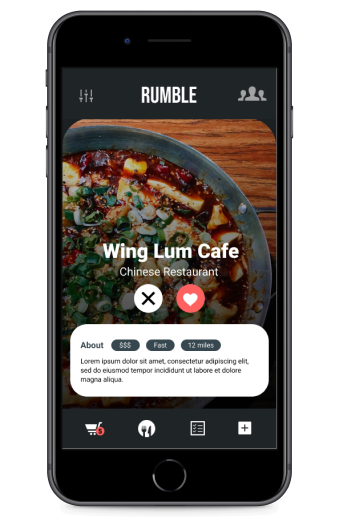 RUMBLE
Wing Lum Cafe
Chinese Restaurant
About $$$ Fast 12 miles
Lorem ipsum dolor sit amet, consectetur adipiscing elit,
sed do eiusmod tempor incididunt ut labore et dolore
magna aliqua.